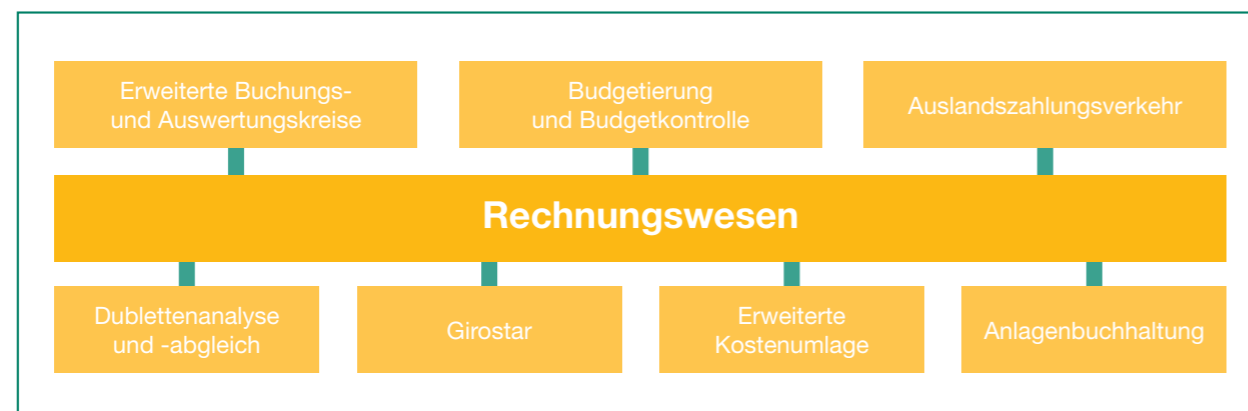 Erweiterte Buchungs-
und Auswertungskreise
Budgetierung
und Budgetkontrolle
Auslandszahlungsverkehr
Rechnungswesen
Dublettenanalyse
und -abgleich
Girostar
Erweiterte
Kostenumlage
Anlagenbuchhaltung